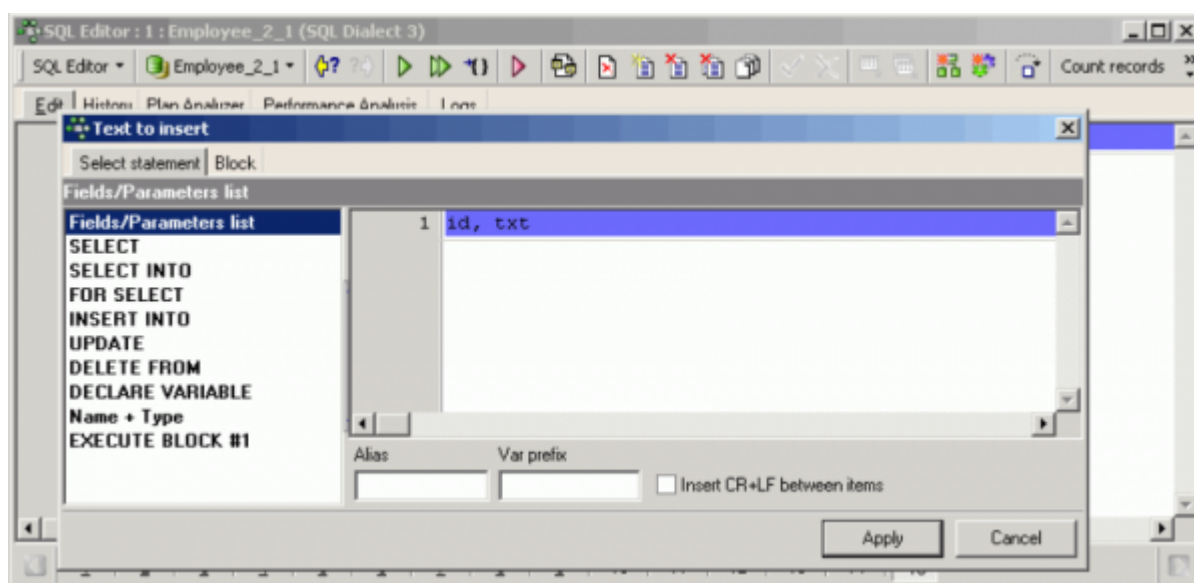 SQL Editor : 1 : Employee_2_1 (SQL Dialect 3)
SQL Editor Employee_2_1 Count records
Edit History Plan Analyzer Performance Analysis Logs
Text to insert
Select statement Block
Fields/Parameters list
Fields/Parameters list
SELECT
SELECT INTO
FOR SELECT
INSERT INTO
UPDATE
DELETE FROM
DECLARE VARIABLE
Name + Type
EXECUTE BLOCK #1
1 id, txt
Alias Var prefix
Insert CR+LF between items
Apply Cancel